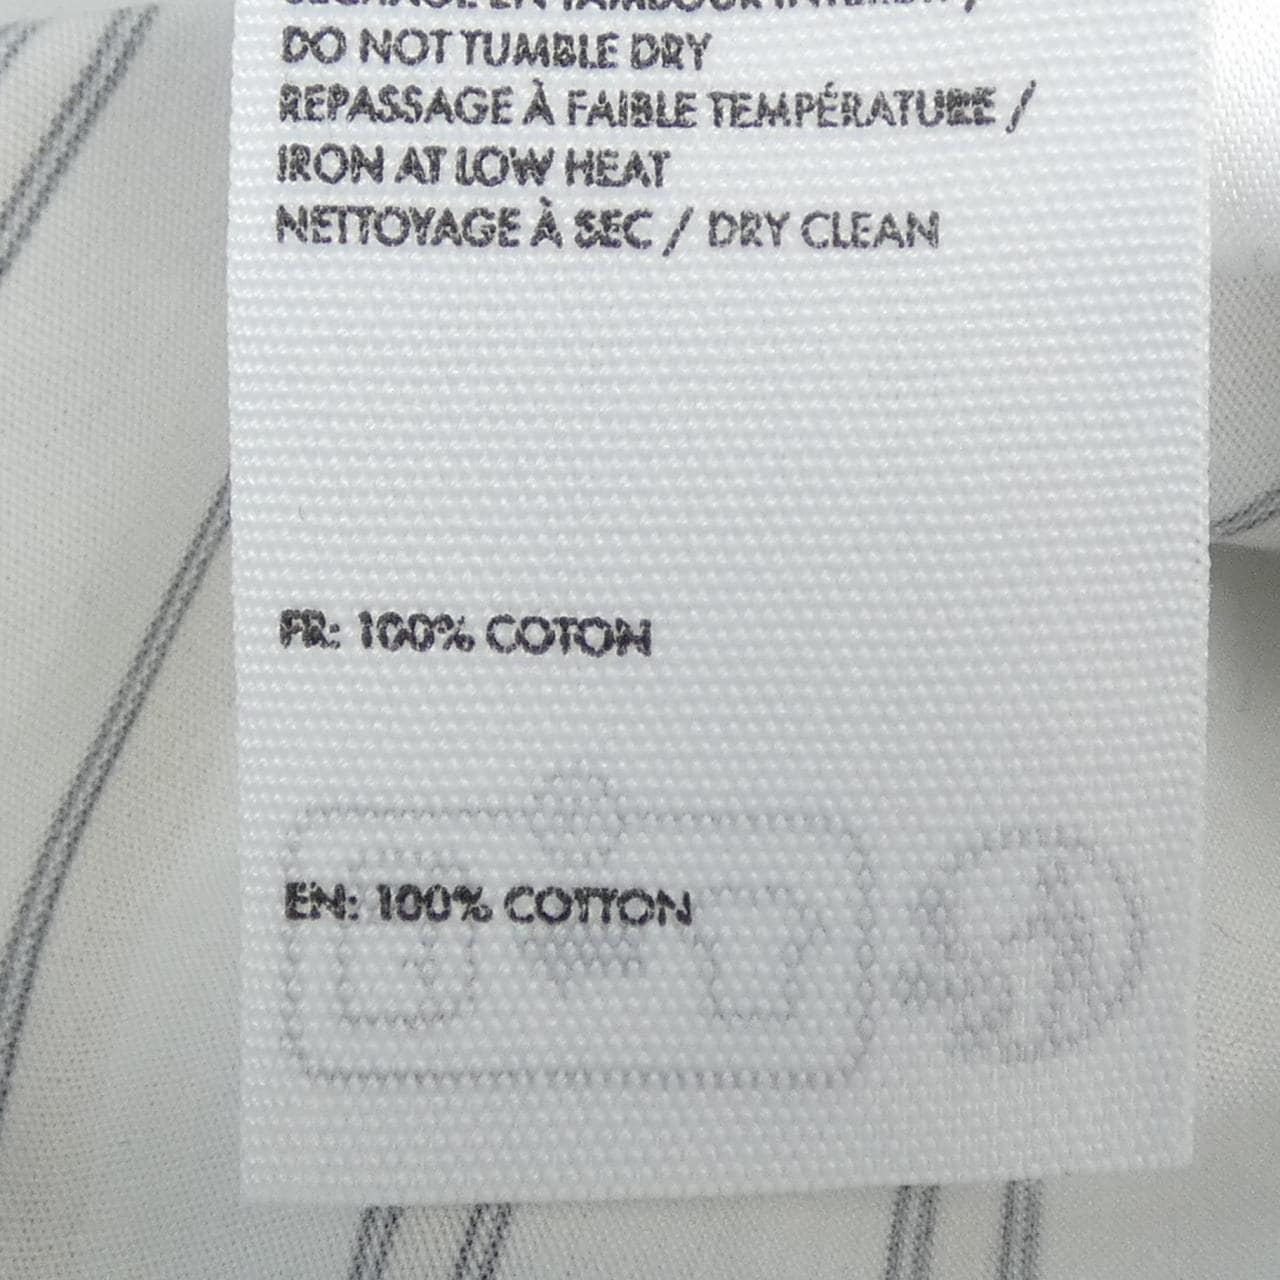 DO NOT TUMBLE DRY
REPASSAGE À FAIBLE TEMPÉRATURE /
IRON AT LOW HEAT
NETTOYAGE À SEC / DRY CLEAN
FR: 100% COTON
EN: 100% COTTON